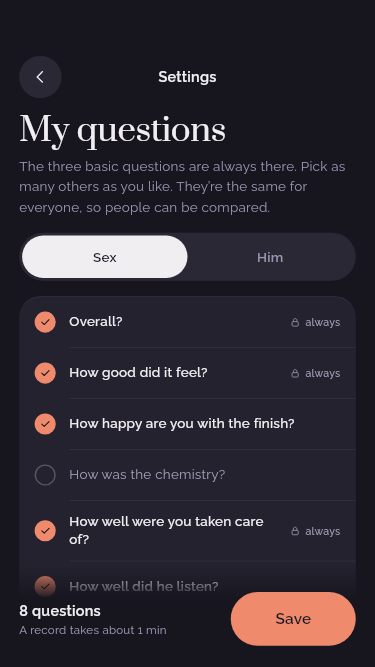 Settings
My questions
The three basic questions are always there. Pick as
many others as you like. They're the same for
everyone, so people can be compared.
Sex
Him
Overall?
always
How good did it feel?
always
How happy are you with the finish?
How was the chemistry?
How well were you taken care
of?
always
How well did he listen?
8 questions
A record takes about 1 min
Save